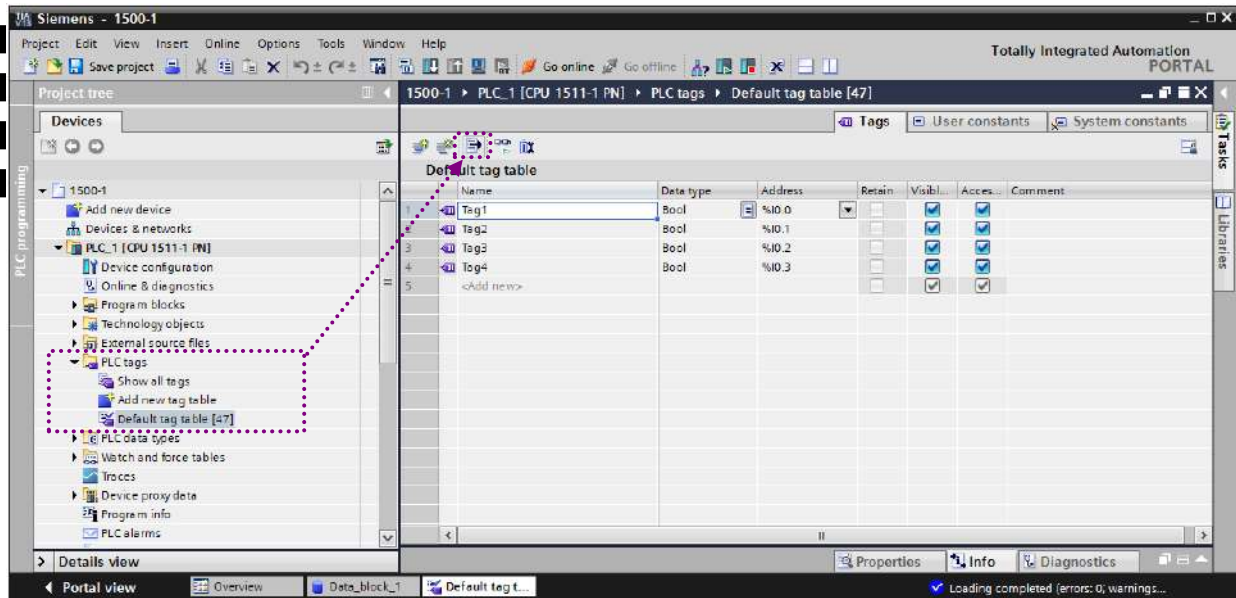 Siemens - 1500-1
Project Edit View Insert Online Options Tools Window Help
Totally Integrated Automation
PORTAL
Save project Go online Go offline
Project tree
1500-1 PLC_1 [CPU 1511-1 PN] PLC tags Default tag table [47]
Devices
Tags User constants System constants
Default tag table
Name Data type Address Retain Visibl... Acces... Comment
1 Tag1 Bool %I0.0
2 Tag2 Bool %I0.1
3 Tag3 Bool %I0.2
4 Tag4 Bool %I0.3
5 <Add new>
1500-1
Add new device
Devices & networks
PLC_1 [CPU 1511-1 PN]
Device configuration
Online & diagnostics
Program blocks
Technology objects
External source files
PLC tags
Show all tags
Add new tag table
Default tag table [47]
PLC data types
Watch and force tables
Traces
Device proxy data
Program info
PLC alarms
PLC programming
Tasks
Libraries
Details view
Properties Info Diagnostics
Portal view Overview Data_block_1 Default tag t...
Loading completed (errors: 0; warnings...